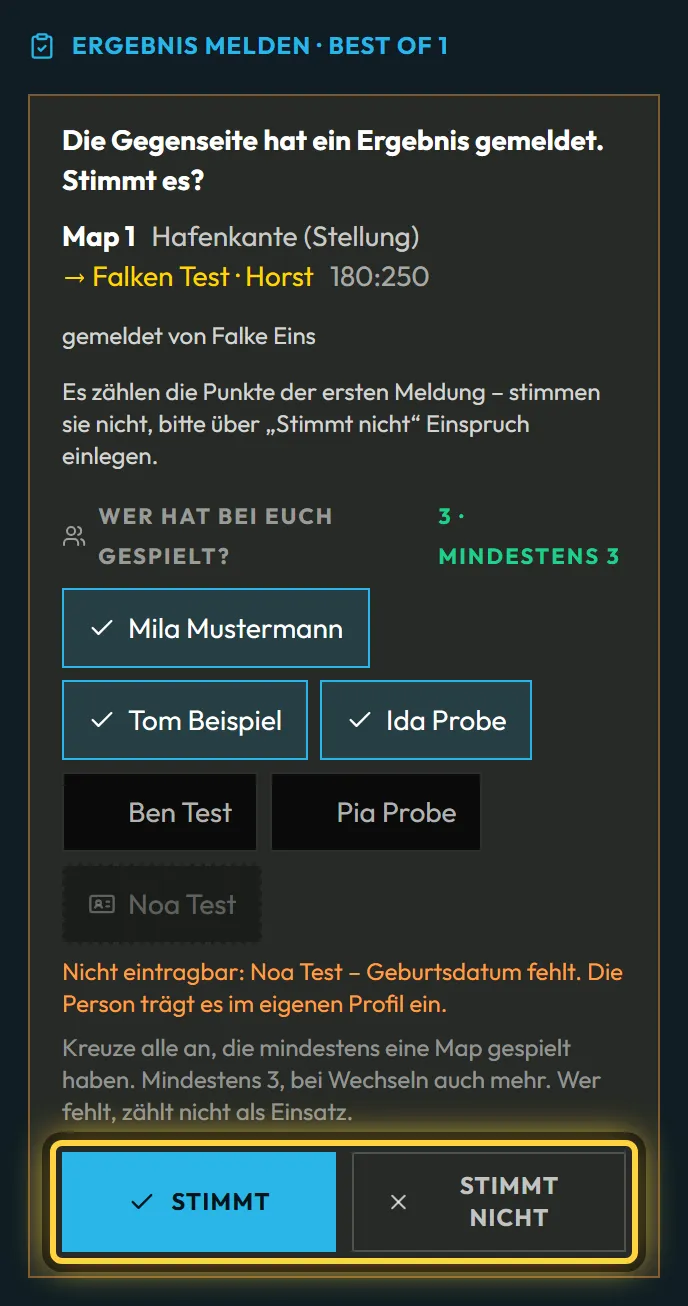 ERGEBNIS MELDEN · BEST OF 1
Die Gegenseite hat ein Ergebnis gemeldet.
Stimmt es?
Map 1 Hafenkante (Stellung)
→ Falken Test · Horst 180:250
gemeldet von Falke Eins
Es zählen die Punkte der ersten Meldung – stimmen
sie nicht, bitte über „Stimmt nicht“ Einspruch
einlegen.
WER HAT BEI EUCH
GESPIELT?
3 ·
MINDESTENS 3
Mila Mustermann
Tom Beispiel
Ida Probe
Ben Test
Pia Probe
Noa Test
Nicht eintragbar: Noa Test – Geburtsdatum fehlt. Die
Person trägt es im eigenen Profil ein.
Kreuze alle an, die mindestens eine Map gespielt
haben. Mindestens 3, bei Wechseln auch mehr. Wer
fehlt, zählt nicht als Einsatz.
STIMMT
STIMMT
NICHT